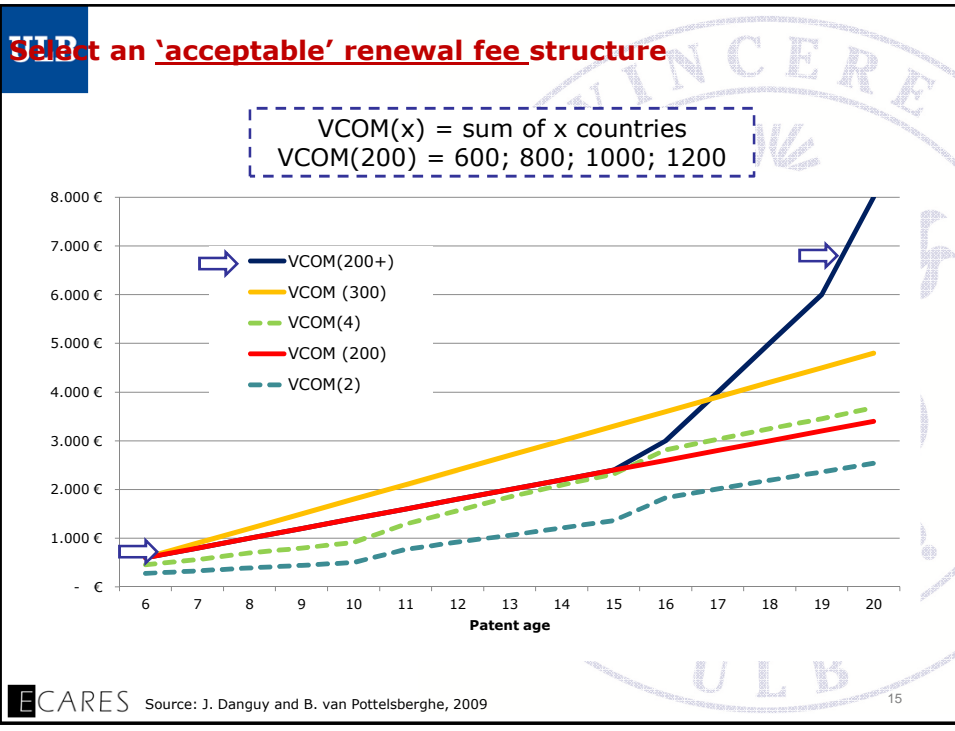 ULB
Select an ‘acceptable’ renewal fee structure
VCOM(x) = sum of x countries
VCOM(200) = 600; 800; 1000; 1200
8.000 €
7.000 €
6.000 €
5.000 €
4.000 €
3.000 €
2.000 €
1.000 €
- €
VCOM(200+)
VCOM (300)
VCOM(4)
VCOM (200)
VCOM(2)
6 7 8 9 10 11 12 13 14 15 16 17 18 19 20
Patent age
VINCERE
ULB
ECARES Source: J. Danguy and B. van Pottelsberghe, 2009
15